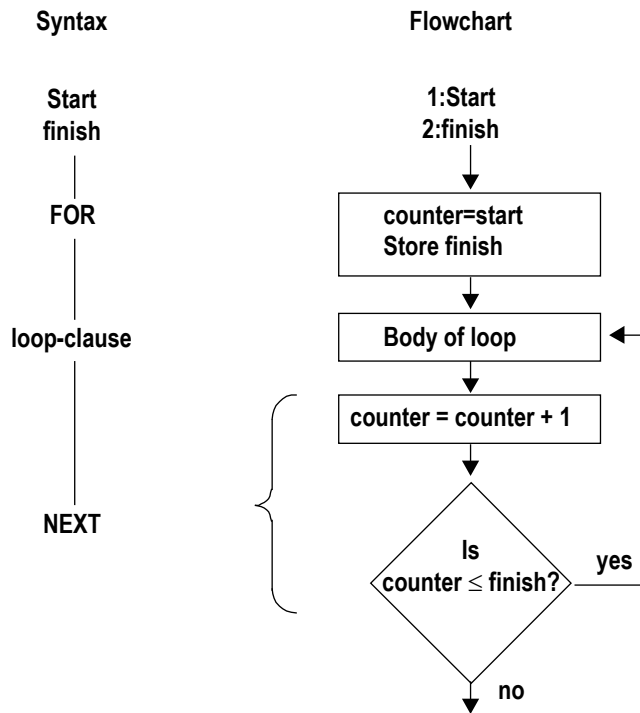 Syntax
Flowchart
Start
finish
FOR
loop-clause
NEXT
1:Start
2:finish
counter=start
Store finish
Body of loop
counter = counter + 1
Is
counter ≤ finish?
yes
no